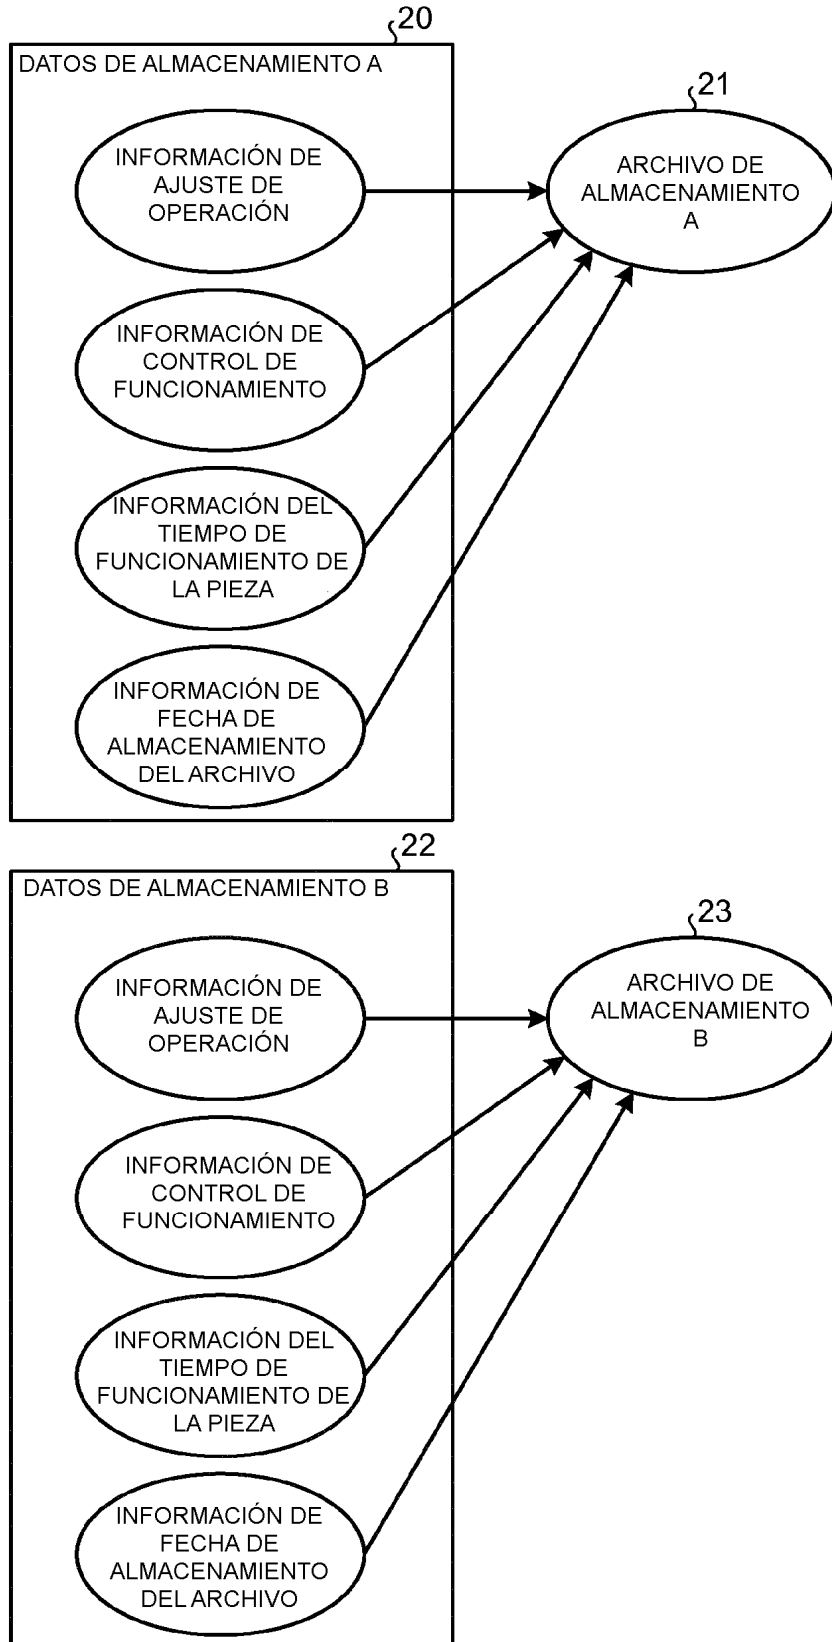 20
DATOS DE ALMACENAMIENTO A
21
INFORMACIÓN DE
AJUSTE DE
OPERACIÓN
ARCHIVO DE
ALMACENAMIENTO
A
INFORMACIÓN DE
CONTROL DE
FUNCIONAMIENTO
INFORMACIÓN DEL
TIEMPO DE
FUNCIONAMIENTO DE
LA PIEZA
INFORMACIÓN DE
FECHA DE
ALMACENAMIENTO
DEL ARCHIVO
22
DATOS DE ALMACENAMIENTO B
23
INFORMACIÓN DE
AJUSTE DE
OPERACIÓN
ARCHIVO DE
ALMACENAMIENTO
B
INFORMACIÓN DE
CONTROL DE
FUNCIONAMIENTO
INFORMACIÓN DEL
TIEMPO DE
FUNCIONAMIENTO DE
LA PIEZA
INFORMACIÓN DE
FECHA DE
ALMACENAMIENTO
DEL ARCHIVO